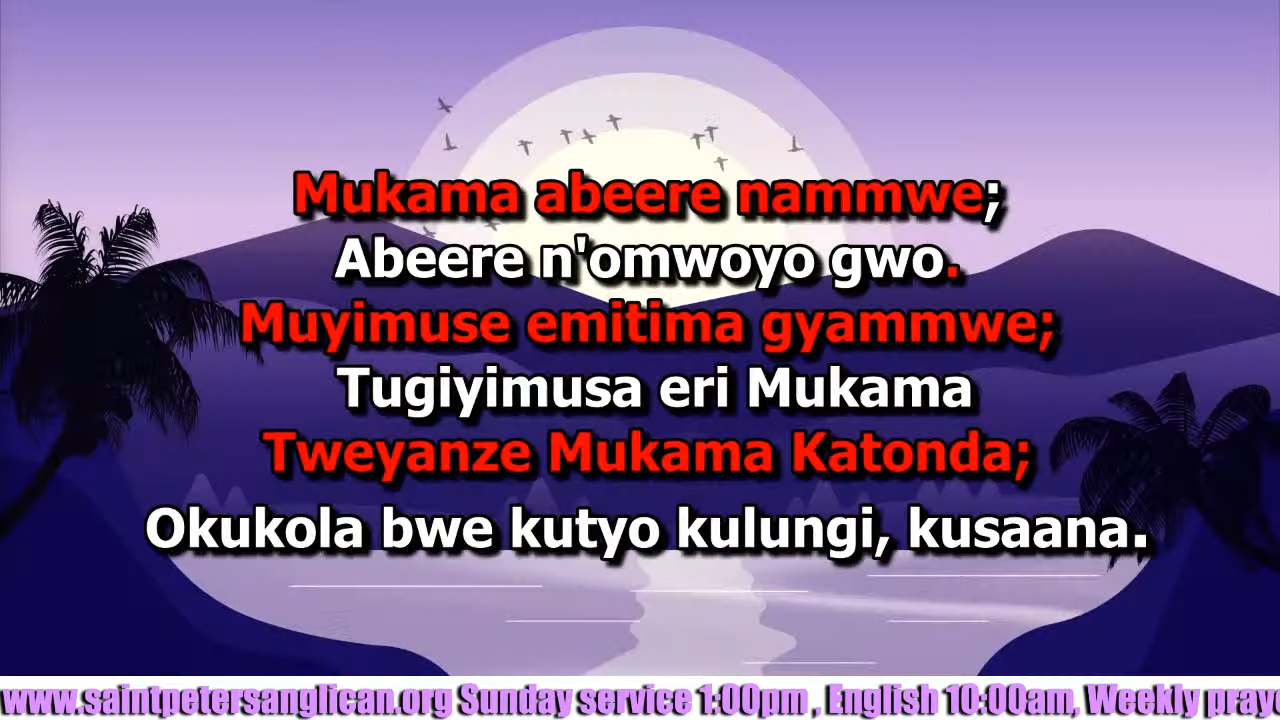 Mukama abeere nammwe;
Abeere n'omwoyo gwo.
Muyimuse emitima gyammwe;
Tugiyimusa eri Mukama
Tweyanze Mukama Katonda;
Okukola bwe kutyo kulungi, kusaana.
www.saintpetersanglican.org Sunday service 1:00pm , English 10:00am, Weekly